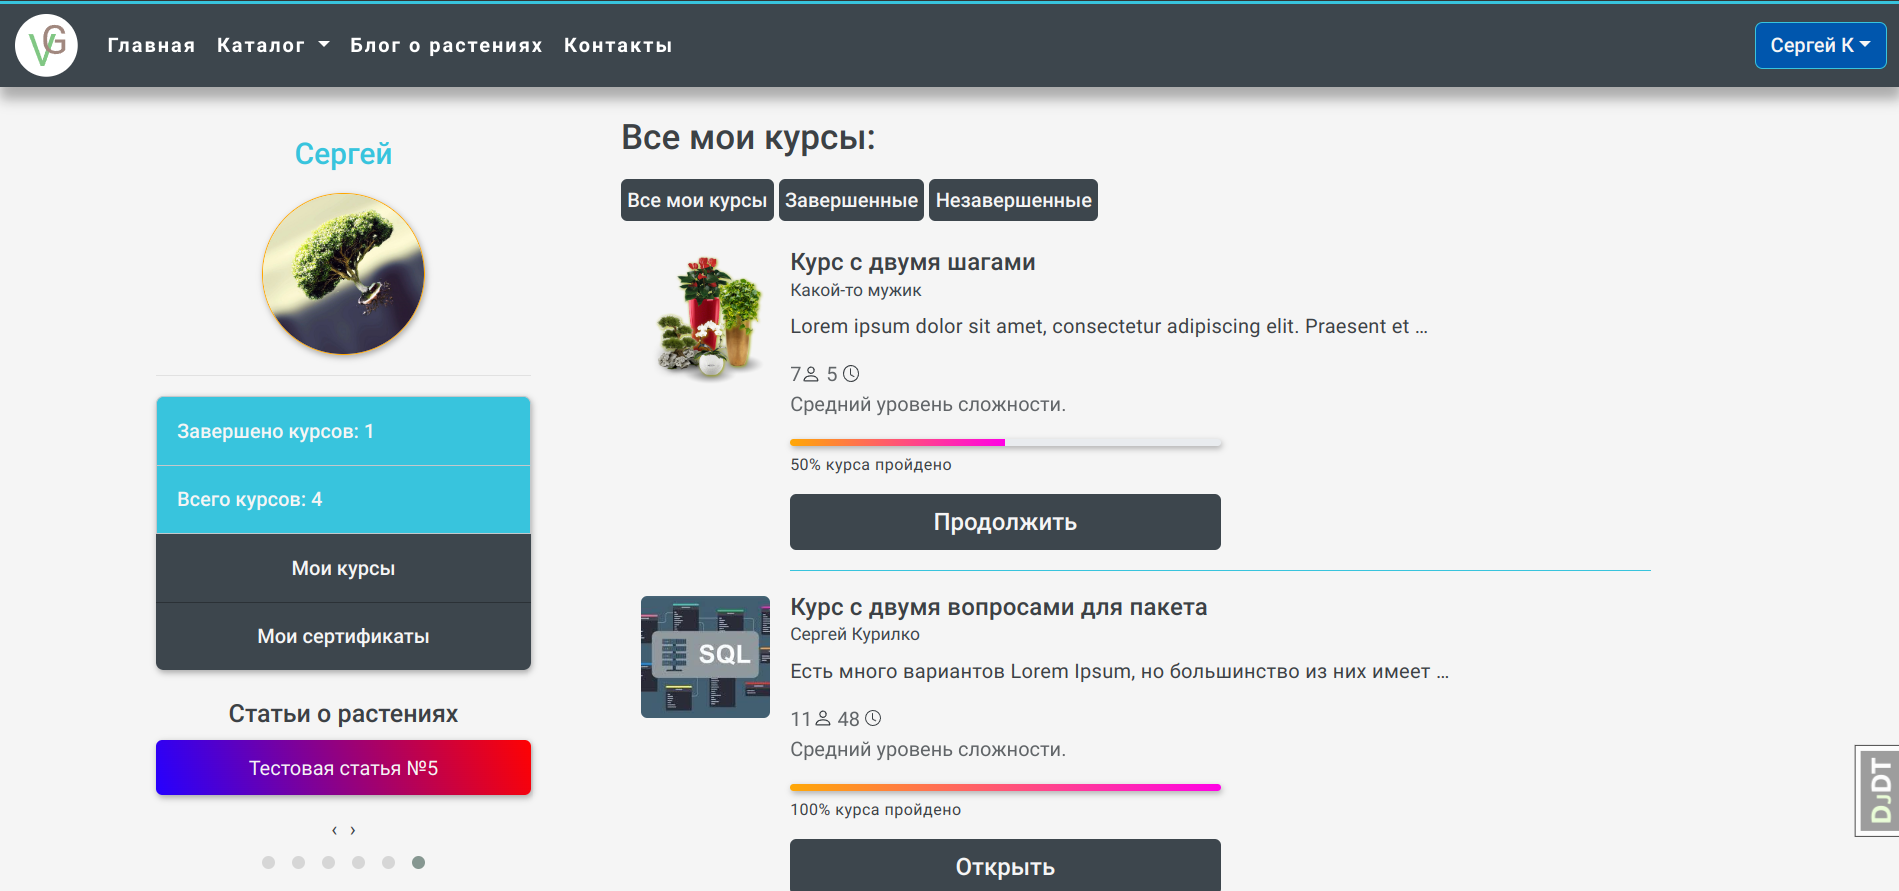 VG
Главная Каталог Блог о растениях Контакты
Сергей К
Сергей
Завершено курсов: 1
Всего курсов: 4
Мои курсы
Мои сертификаты
Статьи о растениях
Тестовая статья №5
‹ ›
Все мои курсы:
Все мои курсы Завершенные Незавершенные
Курс с двумя шагами
Какой-то мужик
Lorem ipsum dolor sit amet, consectetur adipiscing elit. Praesent et …
7 5
Средний уровень сложности.
50% курса пройдено
Продолжить
SQL
Курс с двумя вопросами для пакета
Сергей Курилко
Есть много вариантов Lorem Ipsum, но большинство из них имеет …
11 48
Средний уровень сложности.
100% курса пройдено
Открыть
DJDT